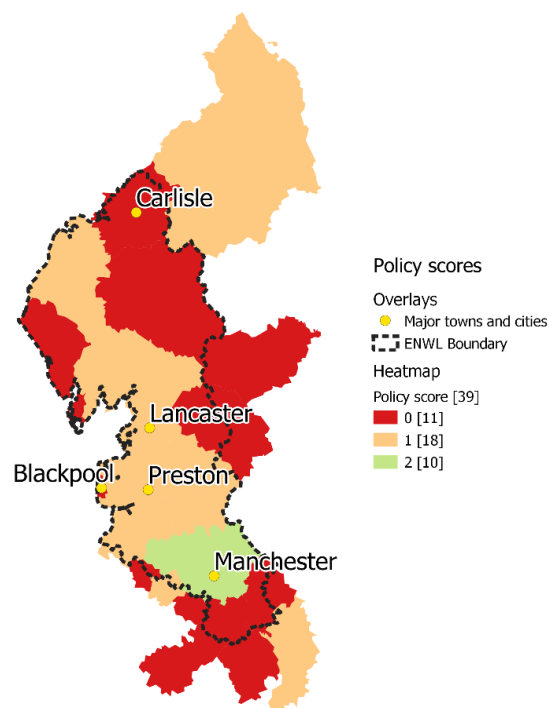 Carlisle
Lancaster
Blackpool
Preston
Manchester
Policy scores
Overlays
Major towns and cities
ENWL Boundary
Heatmap
Policy score [39]
0 [11]
1 [18]
2 [10]